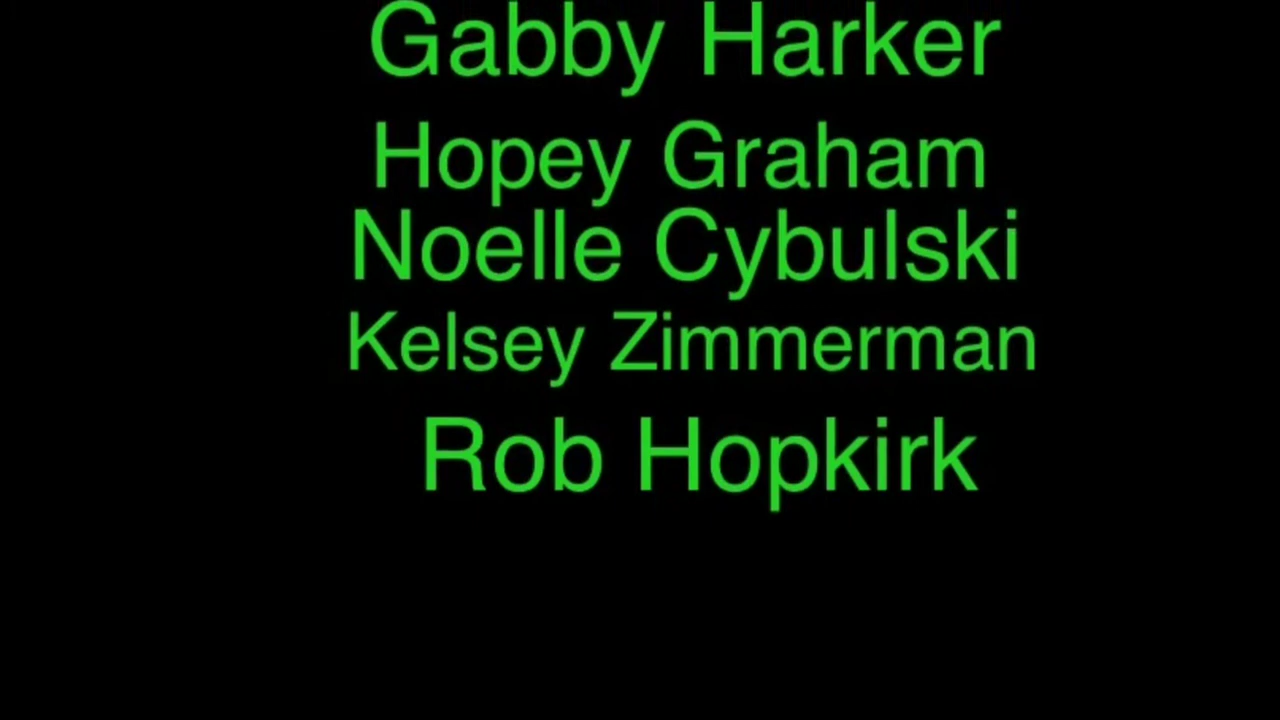 Gabby Harker
Hopey Graham
Noelle Cybulski
Kelsey Zimmerman
Rob Hopkirk